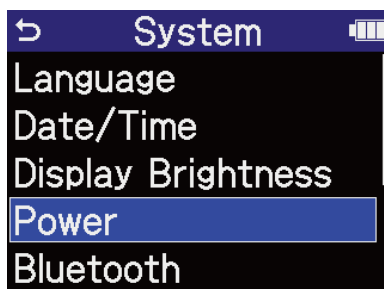 System
Language
Date/Time
Display Brightness
Power
Bluetooth